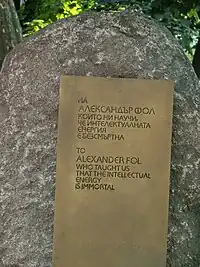 НА
АЛЕКСАНДЪР ФОЛ
КОЙТО НИ НАУЧИ,
ЧЕ ИНТЕЛЕКТУАЛНАТА
ЕНЕРГИЯ
Е БЕЗСМЪРТНА
TO
ALEXANDER FOL
WHO TAUGHT US
THAT THE INTELLECTUAL
ENERGY
IS IMMORTAL